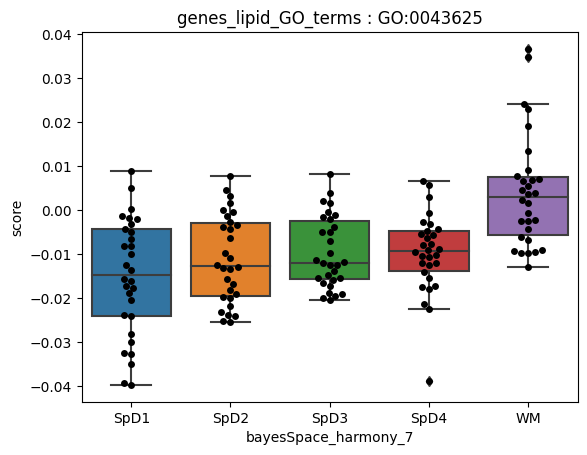 genes_lipid_GO_terms : GO:0043625
0.04
0.03
0.02
0.01
0.00
−0.01
−0.02
−0.03
−0.04
score
SpD1 SpD2 SpD3 SpD4 WM
bayesSpace_harmony_7